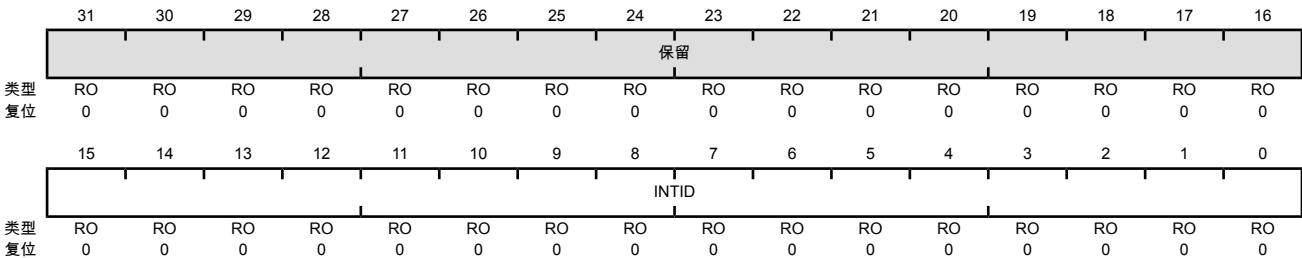 31 30 29 28 27 26 25 24 23 22 21 20 19 18 17 16
保留
类型 RO RO RO RO RO RO RO RO RO RO RO RO RO RO RO RO
复位 0 0 0 0 0 0 0 0 0 0 0 0 0 0 0 0
15 14 13 12 11 10 9 8 7 6 5 4 3 2 1 0
INTID
类型 RO RO RO RO RO RO RO RO RO RO RO RO RO RO RO RO
复位 0 0 0 0 0 0 0 0 0 0 0 0 0 0 0 0